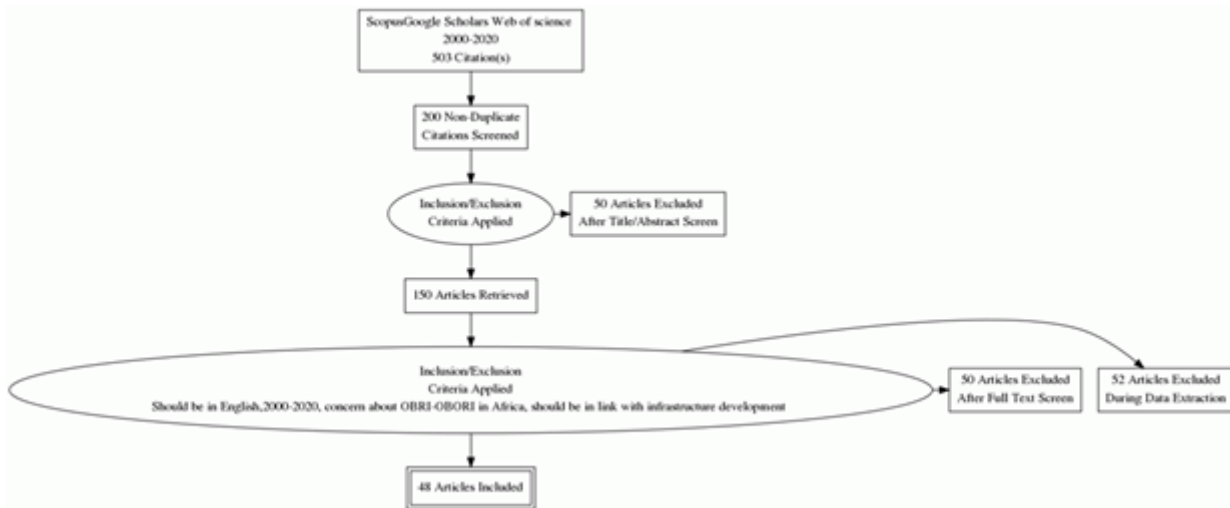 ScopusGoogle Scholars Web of science
2000-2020
503 Citation(s)
200 Non-Duplicate
Citations Screened
Inclusion/Exclusion
Criteria Applied
50 Articles Excluded
After Title/Abstract Screen
150 Articles Retrieved
Inclusion/Exclusion
Criteria Applied
Should be in English,2000-2020, concern about OBRI-OBORI in Africa, should be in link with infrastructure development
50 Articles Excluded
After Full Text Screen
52 Articles Excluded
During Data Extraction
48 Articles Included